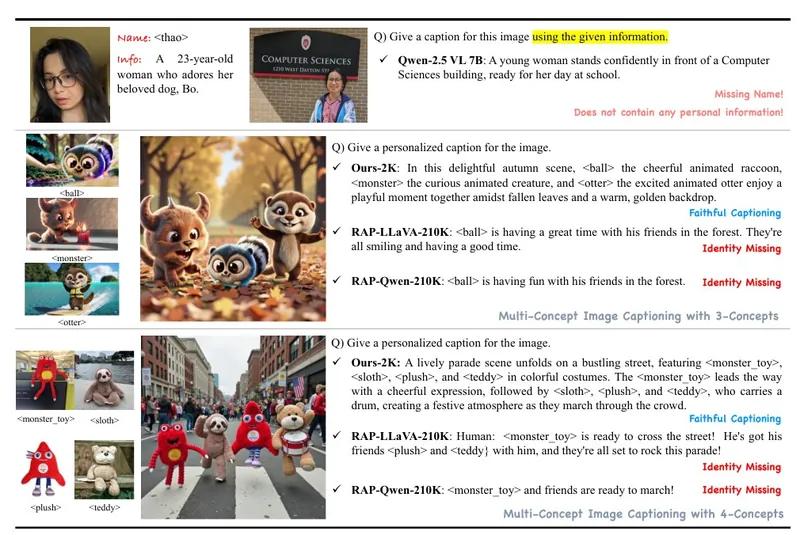 Name: <thao>
Info: A 23-year-old
woman who adores her
beloved dog, Bo.
COMPUTER SCIENCES
1210 WEST DAYTON ST
Q) Give a caption for this image using the given information.
✓ Qwen-2.5 VL 7B: A young woman stands confidently in front of a Computer
Sciences building, ready for her day at school.
Missing Name!
Does not contain any personal information!
<ball>
<monster>
<otter>
Q) Give a personalized caption for the image.
✓ Ours-2K: In this delightful autumn scene, <ball> the cheerful animated raccoon,
<monster> the curious animated creature, and <otter> the excited animated otter enjoy a
playful moment together amidst fallen leaves and a warm, golden backdrop.
Faithful Captioning
✓ RAP-LLaVA-210K: <ball> is having a great time with his friends in the forest. They're
all smiling and having a good time.
Identity Missing
✓ RAP-Qwen-210K: <ball> is having fun with his friends in the forest.
Identity Missing
Multi-Concept Image Captioning with 3-Concepts
<monster_toy>
<sloth>
<plush>
<teddy>
Q) Give a personalized caption for the image.
✓ Ours-2K: A lively parade scene unfolds on a bustling street, featuring <monster_toy>,
<sloth>, <plush>, and <teddy> in colorful costumes. The <monster_toy> leads the way
with a cheerful expression, followed by <sloth>, <plush>, and <teddy>, who carries a
drum, creating a festive atmosphere as they march through the crowd.
Faithful Captioning
✓ RAP-LLaVA-210K: Human: <monster_toy> is ready to cross the street! He's got his
friends <plush> and <teddy} with him, and they're all set to rock this parade!
Identity Missing
✓ RAP-Qwen-210K: <monster_toy> and friends are ready to march!
Identity Missing
Multi-Concept Image Captioning with 4-Concepts